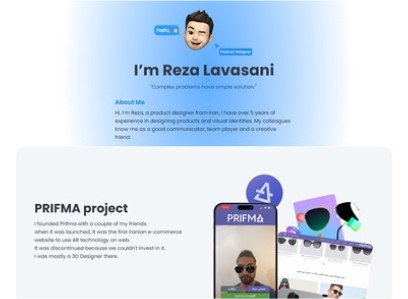 Hello,
Product Designer
I'm Reza Lavasani
"Complex problems have simple solution."
About Me
Hi, I'm Reza, a product designer from Iran, I have over 5 years of
experience in designing products and visual identities. My colleagues
know me as a good communicator, team player and a creative
friend.
PRIFMA project
I founded Prifma with a couple of my friends
when it was launched, it was the first Iranian e-commerce
website to use AR technology on web.
It was discontinued because we couldn't invest in it.
I was mostly a 3D Designer there.
PRIFMA